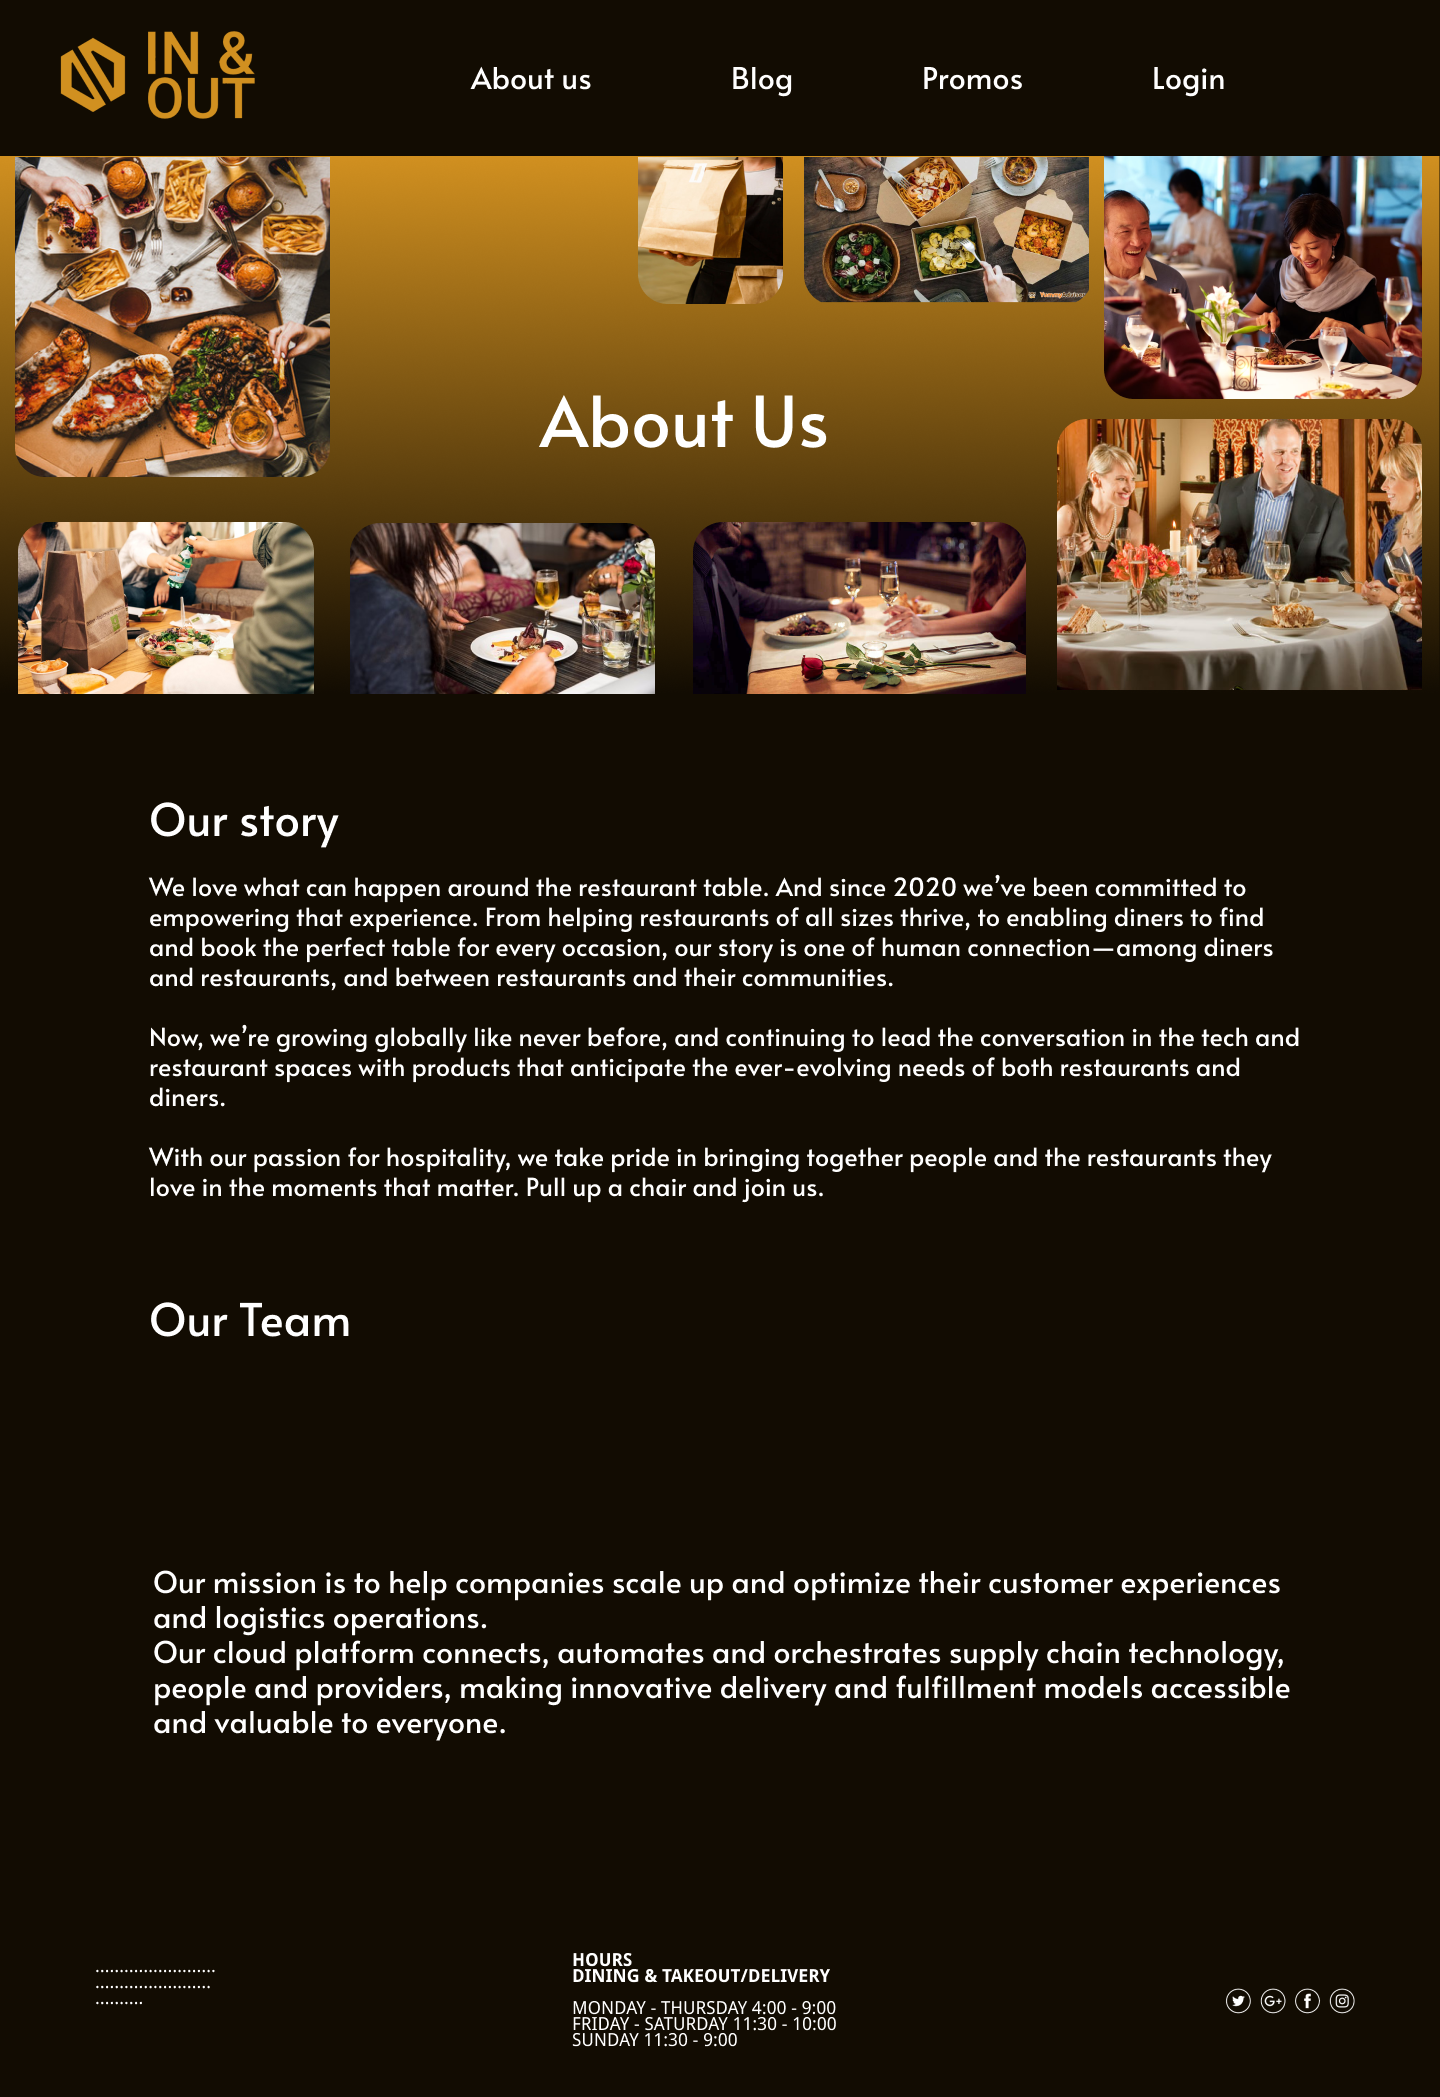 IN &
OUT
About us
Blog
Promos
Login
About Us
Our story
We love what can happen around the restaurant table. And since 2020 we’ve been committed to
empowering that experience. From helping restaurants of all sizes thrive, to enabling diners to find
and book the perfect table for every occasion, our story is one of human connection—among diners
and restaurants, and between restaurants and their communities.
Now, we’re growing globally like never before, and continuing to lead the conversation in the tech and
restaurant spaces with products that anticipate the ever-evolving needs of both restaurants and
diners.
With our passion for hospitality, we take pride in bringing together people and the restaurants they
love in the moments that matter. Pull up a chair and join us.
Our Team
Our mission is to help companies scale up and optimize their customer experiences
and logistics operations.
Our cloud platform connects, automates and orchestrates supply chain technology,
people and providers, making innovative delivery and fulfillment models accessible
and valuable to everyone.
.........................
........................
..........
HOURS
DINING & TAKEOUT/DELIVERY
MONDAY - THURSDAY 4:00 - 9:00
FRIDAY - SATURDAY 11:30 - 10:00
SUNDAY 11:30 - 9:00